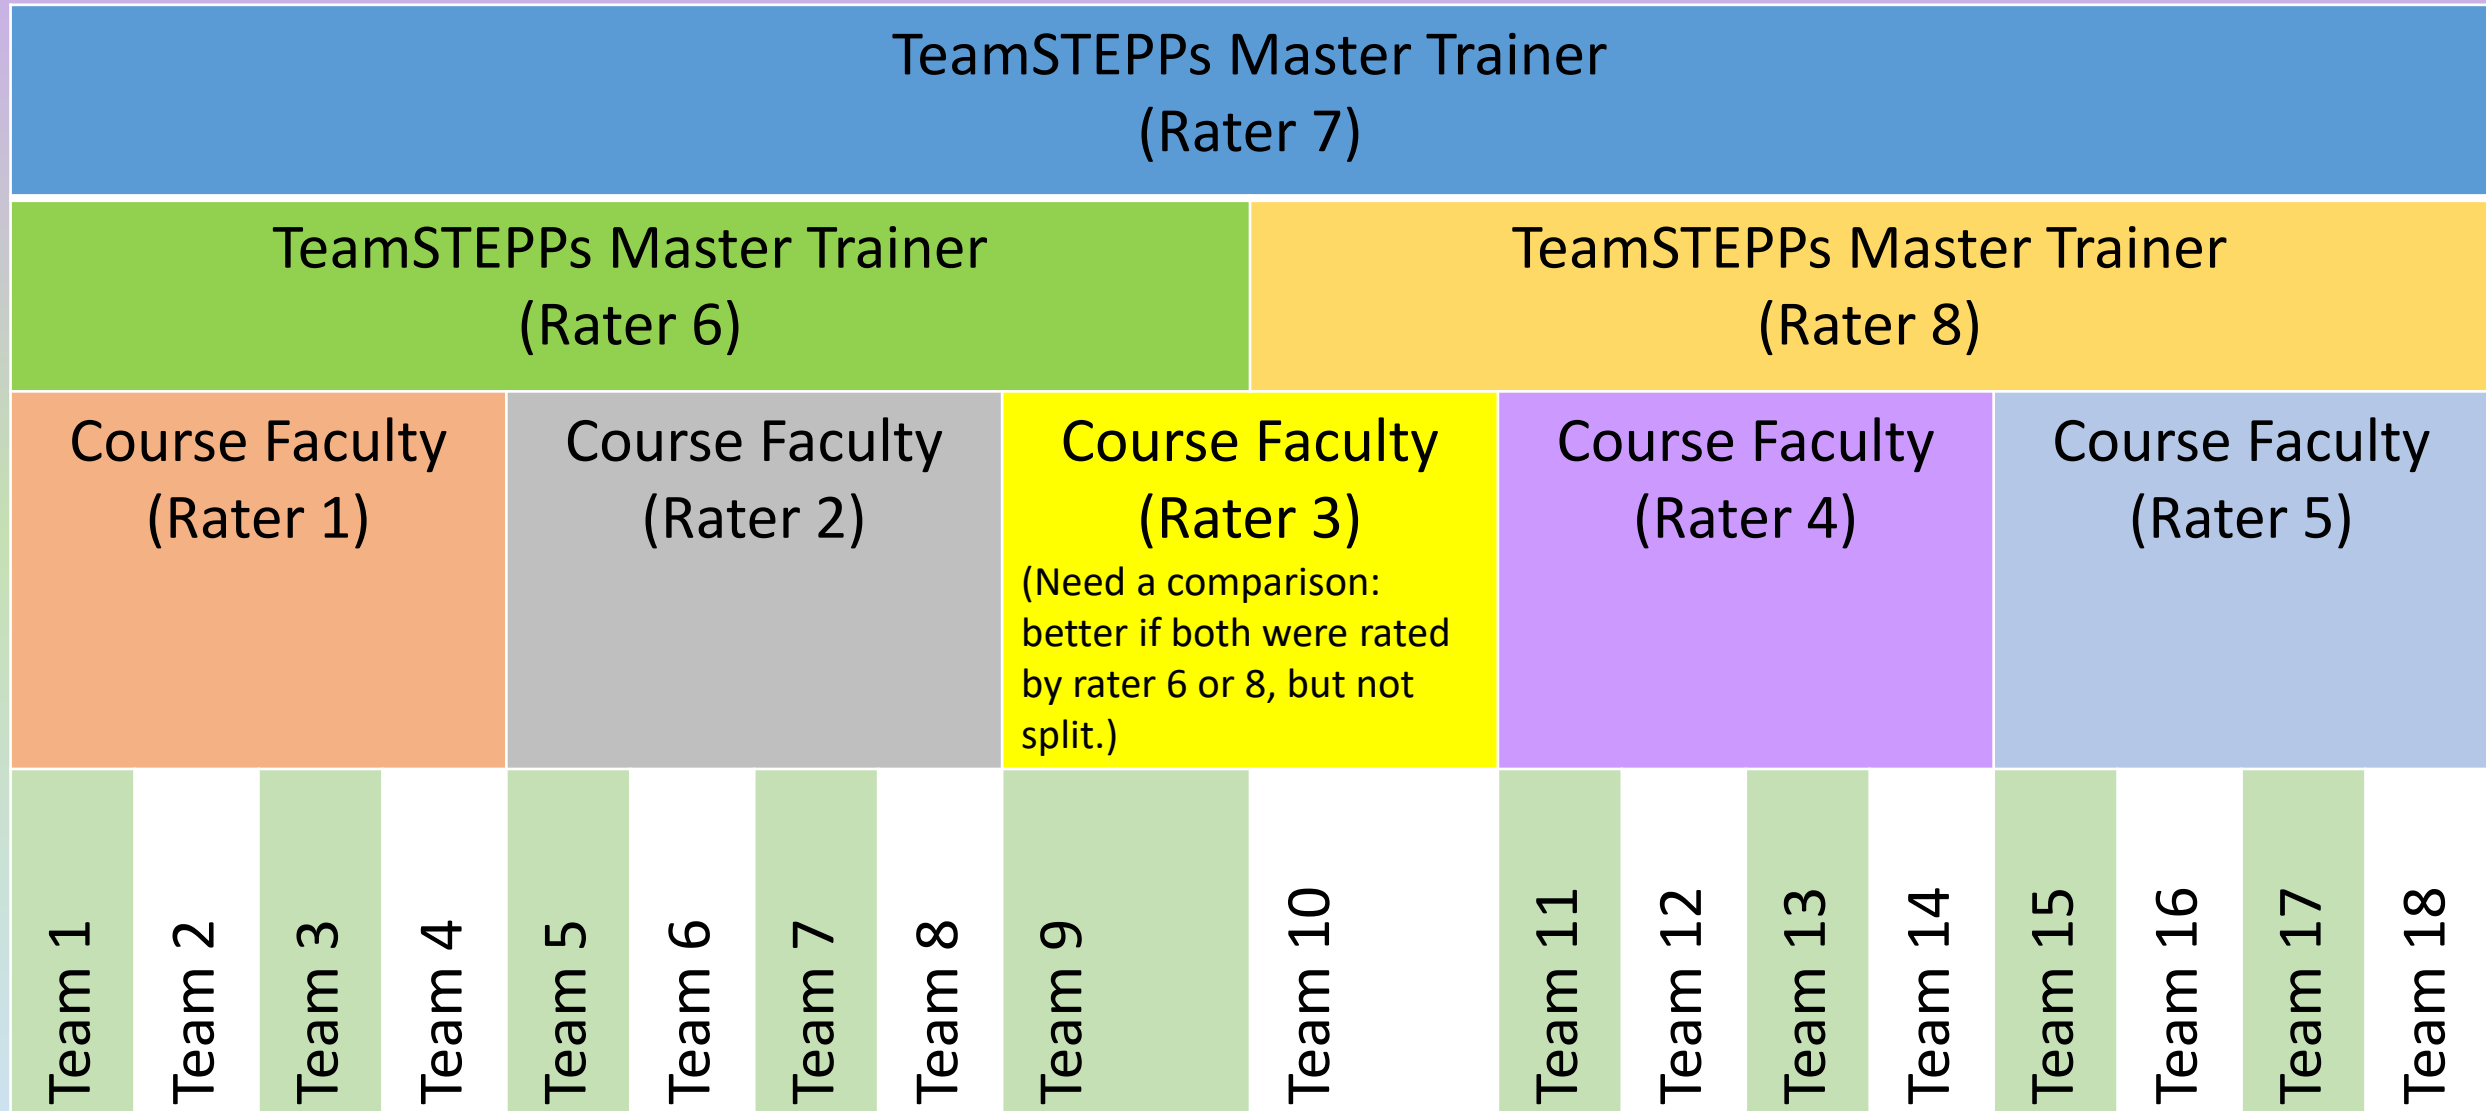 TeamSTEPPs Master Trainer
(Rater 7)
TeamSTEPPs Master Trainer
(Rater 6)
TeamSTEPPs Master Trainer
(Rater 8)
Course Faculty
(Rater 1)
Course Faculty
(Rater 2)
Course Faculty
(Rater 3)
(Need a comparison:
better if both were rated
by rater 6 or 8, but not
split.)
Course Faculty
(Rater 4)
Course Faculty
(Rater 5)
Team 1
Team 2
Team 3
Team 4
Team 5
Team 6
Team 7
Team 8
Team 9
Team 10
Team 11
Team 12
Team 13
Team 14
Team 15
Team 16
Team 17
Team 18